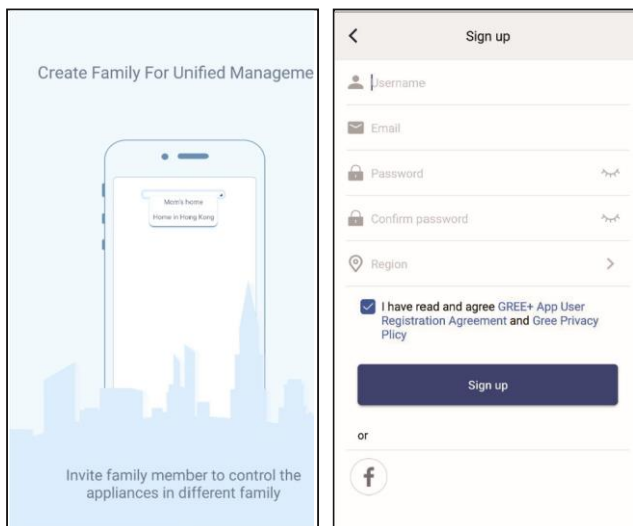 Create Family For Unified Manageme
Mom's home
Home in Hong Kong
Invite family member to control the
appliances in different family
Sign up
Username
Email
Password
Confirm password
Region
I have read and agree GREE+ App User
Registration Agreement and Gree Privacy
Plicy
Sign up
or
f